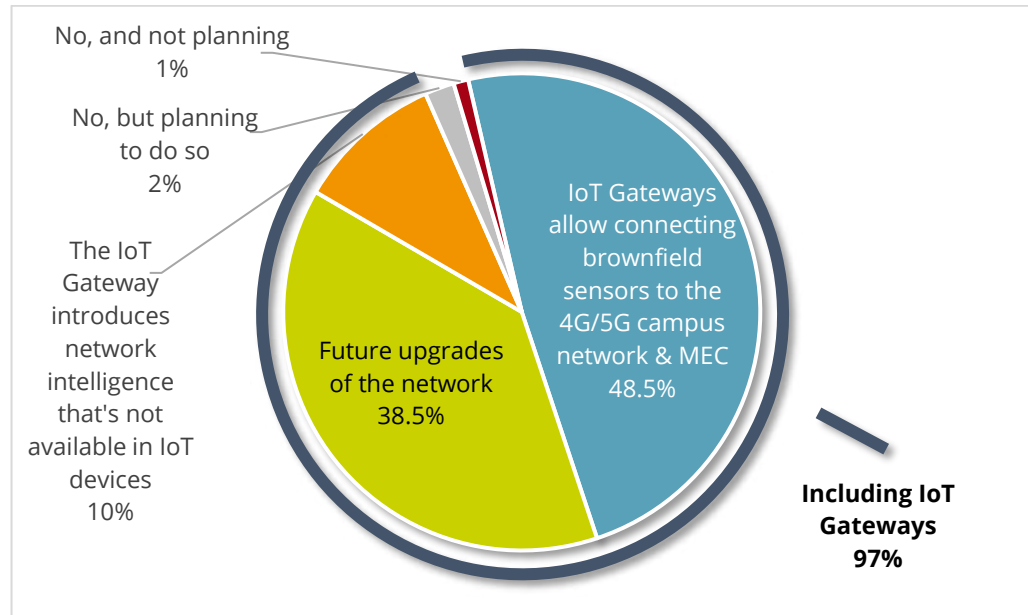 No, and not planning
1%
No, but planning
to do so
2%
The IoT
Gateway
introduces
network
intelligence
that's not
available in IoT
devices
10%
Future upgrades
of the network
38.5%
IoT Gateways
allow connecting
brownfield
sensors to the
4G/5G campus
network & MEC
48.5%
Including IoT
Gateways
97%